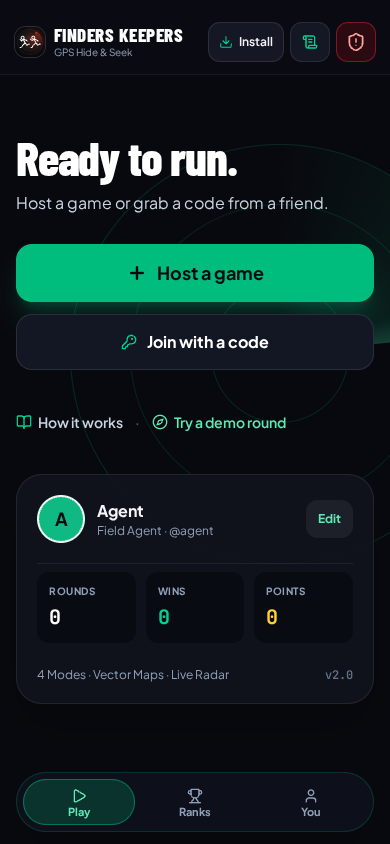 FINDERS KEEPERS
GPS Hide & Seek
Install
Ready to run.
Host a game or grab a code from a friend.
Host a game
Join with a code
How it works · Try a demo round
A
Agent
Field Agent · @agent
Edit
ROUNDS WINS POINTS
0 0 0
4 Modes · Vector Maps · Live Radar v2.0
Play Ranks You